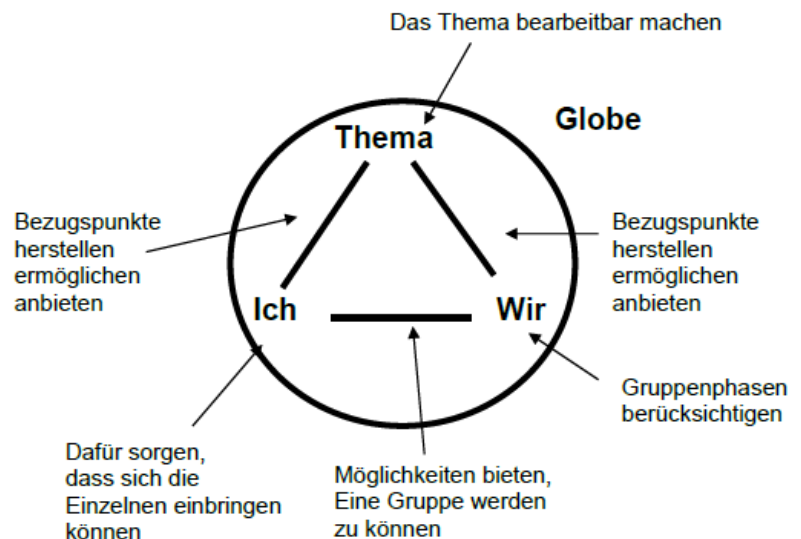 Das Thema bearbeitbar machen
Globe
Thema
Bezugspunkte
herstellen
ermöglichen
anbieten
Bezugspunkte
herstellen
ermöglichen
anbieten
Ich
Wir
Gruppenphasen
berücksichtigen
Dafür sorgen,
dass sich die
Einzelnen einbringen
können
Möglichkeiten bieten,
Eine Gruppe werden
zu können